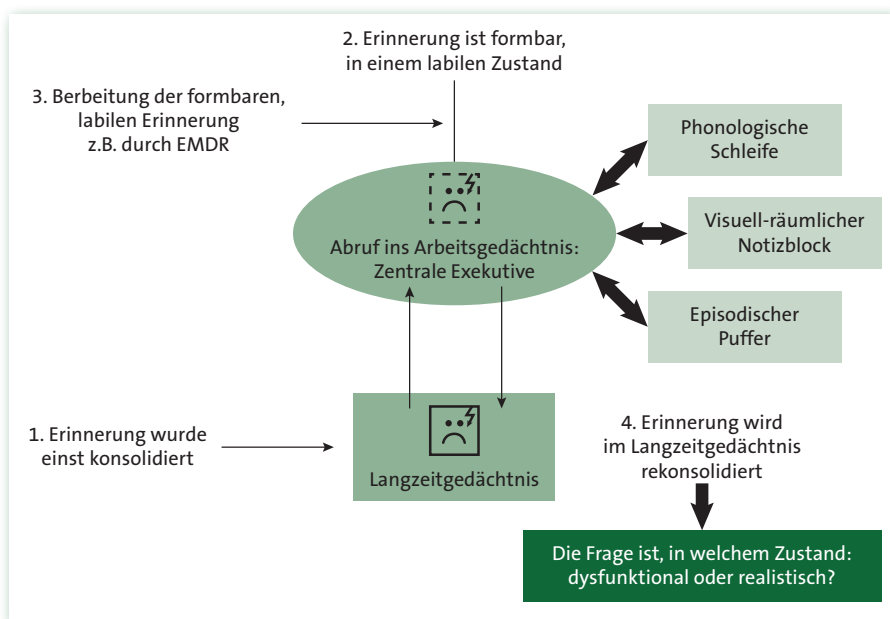 2. Erinnerung ist formbar,
in einem labilen Zustand
3. Berbeitung der formbaren,
labilen Erinnerung
z.B. durch EMDR
Phonologische
Schleife
Visuell-räumlicher
Notizblock
Abruf ins Arbeitsgedächtnis:
Zentrale Exekutive
Episodischer
Puffer
1. Erinnerung wurde
einst konsolidiert
Langzeitgedächtnis
4. Erinnerung wird
im Langzeitgedächtnis
rekonsolidiert
Die Frage ist, in welchem Zustand:
dysfunktional oder realistisch?